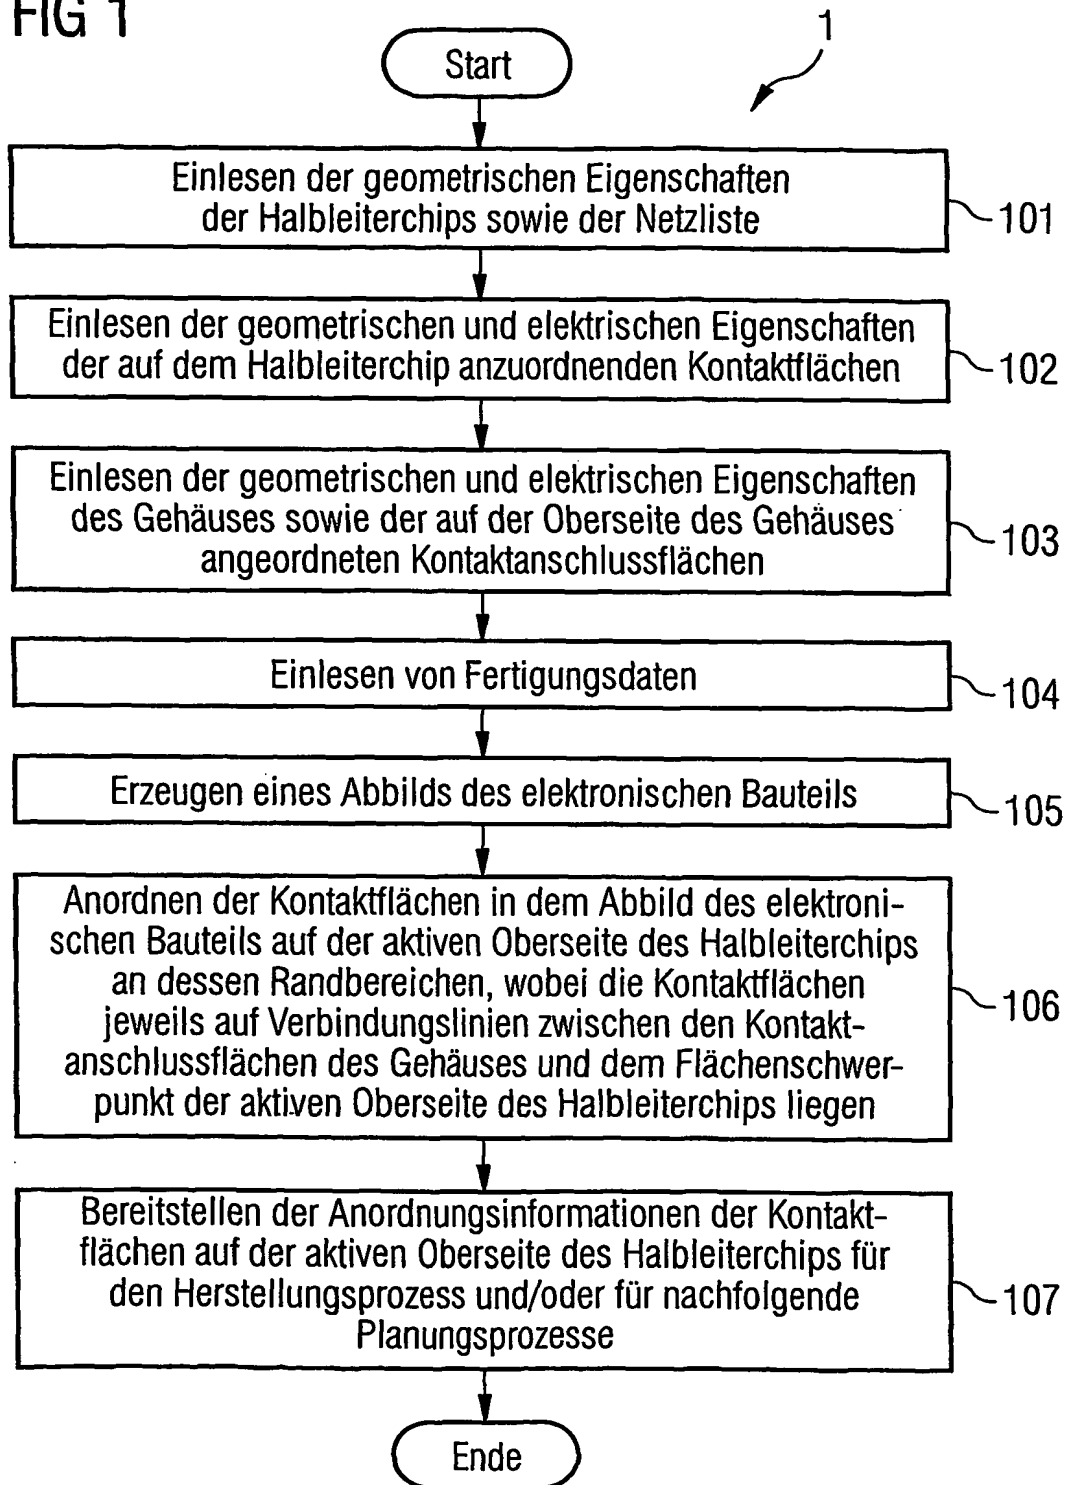 FIG 1
1
Start
Einlesen der geometrischen Eigenschaften
der Halbleiterchips sowie der Netzliste
101
Einlesen der geometrischen und elektrischen Eigenschaften
der auf dem Halbleiterchip anzuordnenden Kontaktflächen
102
Einlesen der geometrischen und elektrischen Eigenschaften
des Gehäuses sowie der auf der Oberseite des Gehäuses
angeordneten Kontaktanschlussflächen
103
Einlesen von Fertigungsdaten
104
Erzeugen eines Abbilds des elektronischen Bauteils
105
Anordnen der Kontaktflächen in dem Abbild des elektroni-
schen Bauteils auf der aktiven Oberseite des Halbleiterchips
an dessen Randbereichen, wobei die Kontaktflächen
jeweils auf Verbindungslinien zwischen den Kontakt-
anschlussflächen des Gehäuses und dem Flächenschwer-
punkt der aktiven Oberseite des Halbleiterchips liegen
106
Bereitstellen der Anordnungsinformationen der Kontakt-
flächen auf der aktiven Oberseite des Halbleiterchips für
den Herstellungsprozess und/oder für nachfolgende
Planungsprozesse
107
Ende